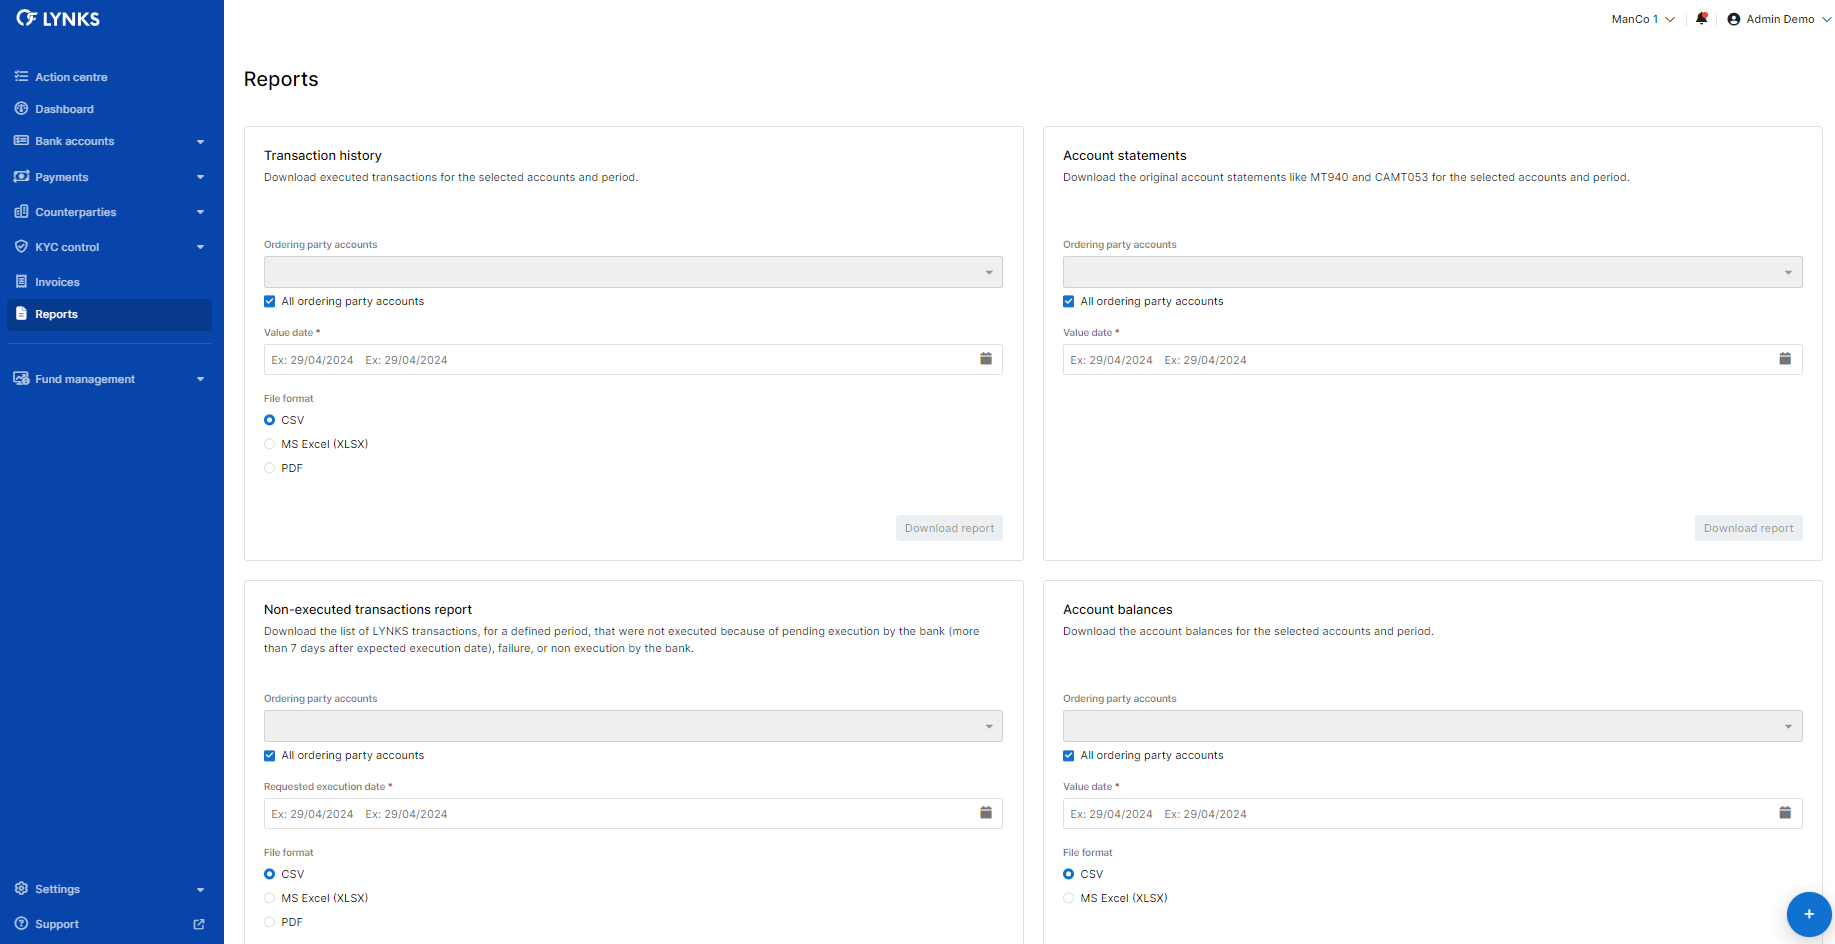 LYNKS
ManCo 1
Admin Demo
Action centre
Dashboard
Bank accounts
Payments
Counterparties
KYC control
Invoices
Reports
Fund management
Settings
Support
Reports
Transaction history
Download executed transactions for the selected accounts and period.
Ordering party accounts
All ordering party accounts
Value date *
Ex: 29/04/2024 Ex: 29/04/2024
File format
CSV
MS Excel (XLSX)
PDF
Download report
Account statements
Download the original account statements like MT940 and CAMT053 for the selected accounts and period.
Ordering party accounts
All ordering party accounts
Value date *
Ex: 29/04/2024 Ex: 29/04/2024
Download report
Non-executed transactions report
Download the list of LYNKS transactions, for a defined period, that were not executed because of pending execution by the bank (more
than 7 days after expected execution date), failure, or non execution by the bank.
Ordering party accounts
All ordering party accounts
Requested execution date *
Ex: 29/04/2024 Ex: 29/04/2024
File format
CSV
MS Excel (XLSX)
PDF
Account balances
Download the account balances for the selected accounts and period.
Ordering party accounts
All ordering party accounts
Value date *
Ex: 29/04/2024 Ex: 29/04/2024
File format
CSV
MS Excel (XLSX)
+